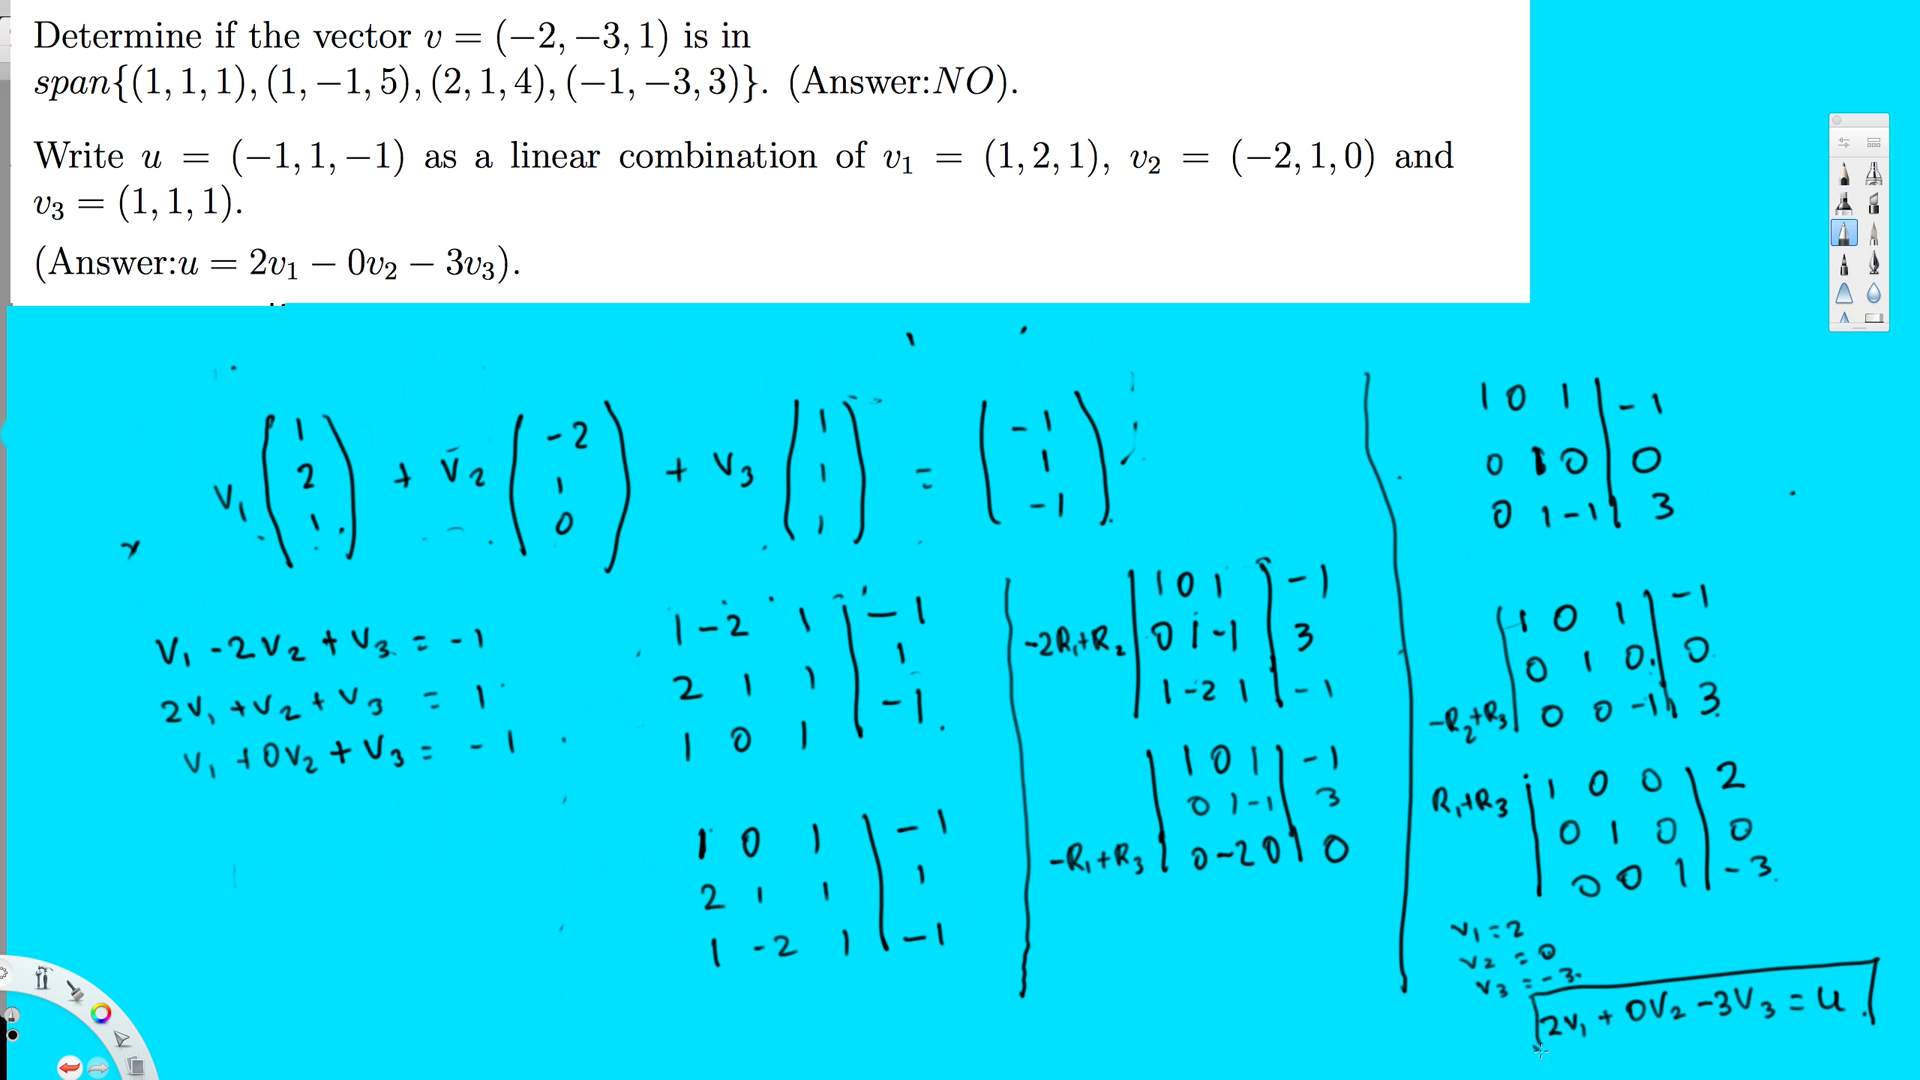 Determine if the vector v = (−2, −3, 1) is in
span{(1, 1, 1), (1, −1, 5), (2, 1, 4), (−1, −3, 3)}. (Answer:NO).
Write u = (−1, 1, −1) as a linear combination of v₁ = (1, 2, 1), v₂ = (−2, 1, 0) and
v₃ = (1, 1, 1).
(Answer:u = 2v₁ − 0v₂ − 3v₃).
V₁ (1 2 1) + V₂ (-2 1 0) + V₃ (1 1 1) = (-1 1 -1)
V₁ -2V₂ + V₃ = -1
2V₁ + V₂ + V₃ = 1
V₁ + 0V₂ + V₃ = -1
1 -2 1 | -1
2 1 1 | 1
1 0 1 | -1
1 0 1 | -1
2 1 1 | 1
1 -2 1 | -1
| 1 0 1 | -1
-2R₁+R₂ | 0 1 -1 | 3
| 1 -2 1 | -1
| 1 0 1 | -1
| 0 1 -1 | 3
-R₁+R₃ | 0 -2 0 | 0
1 0 1 | -1
0 1 0 | 0
0 1 -1 | 3
| 1 0 1 | -1
| 0 1 0 | 0
-R₂+R₃ | 0 0 -1 | 3
R₁+R₃ | 1 0 0 | 2
| 0 1 0 | 0
| 0 0 1 | -3
V₁ = 2
V₂ = 0
V₃ = -3
2V₁ + 0V₂ -3V₃ = u